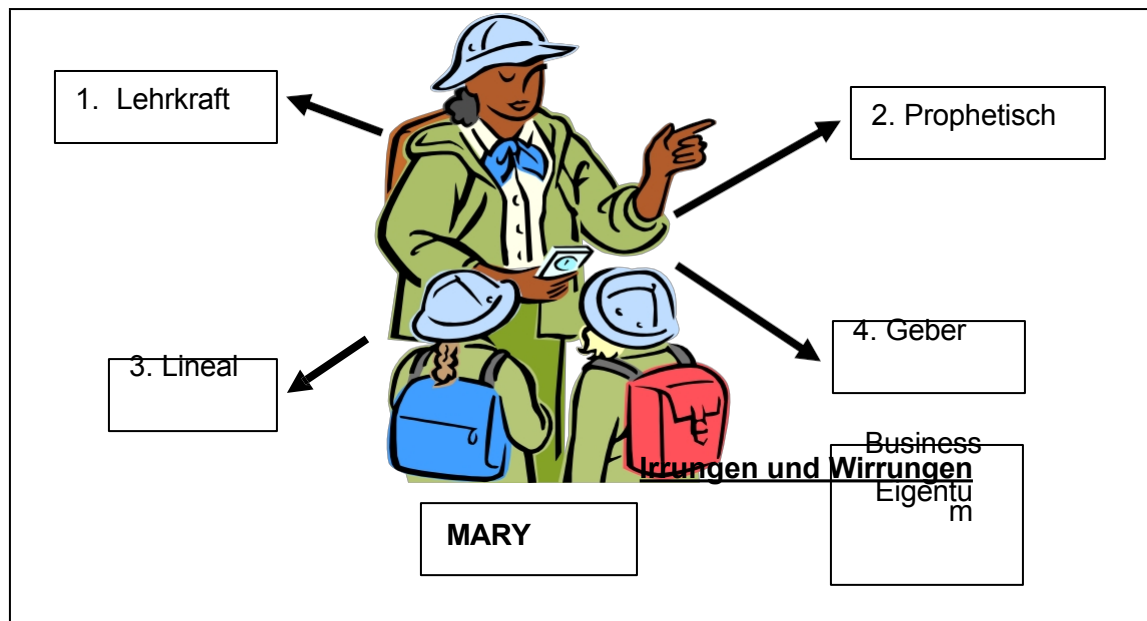 1. Lehrkraft
2. Prophetisch
3. Lineal
4. Geber
Business
Irrungen und Wirrungen
Eigentu
m
MARY